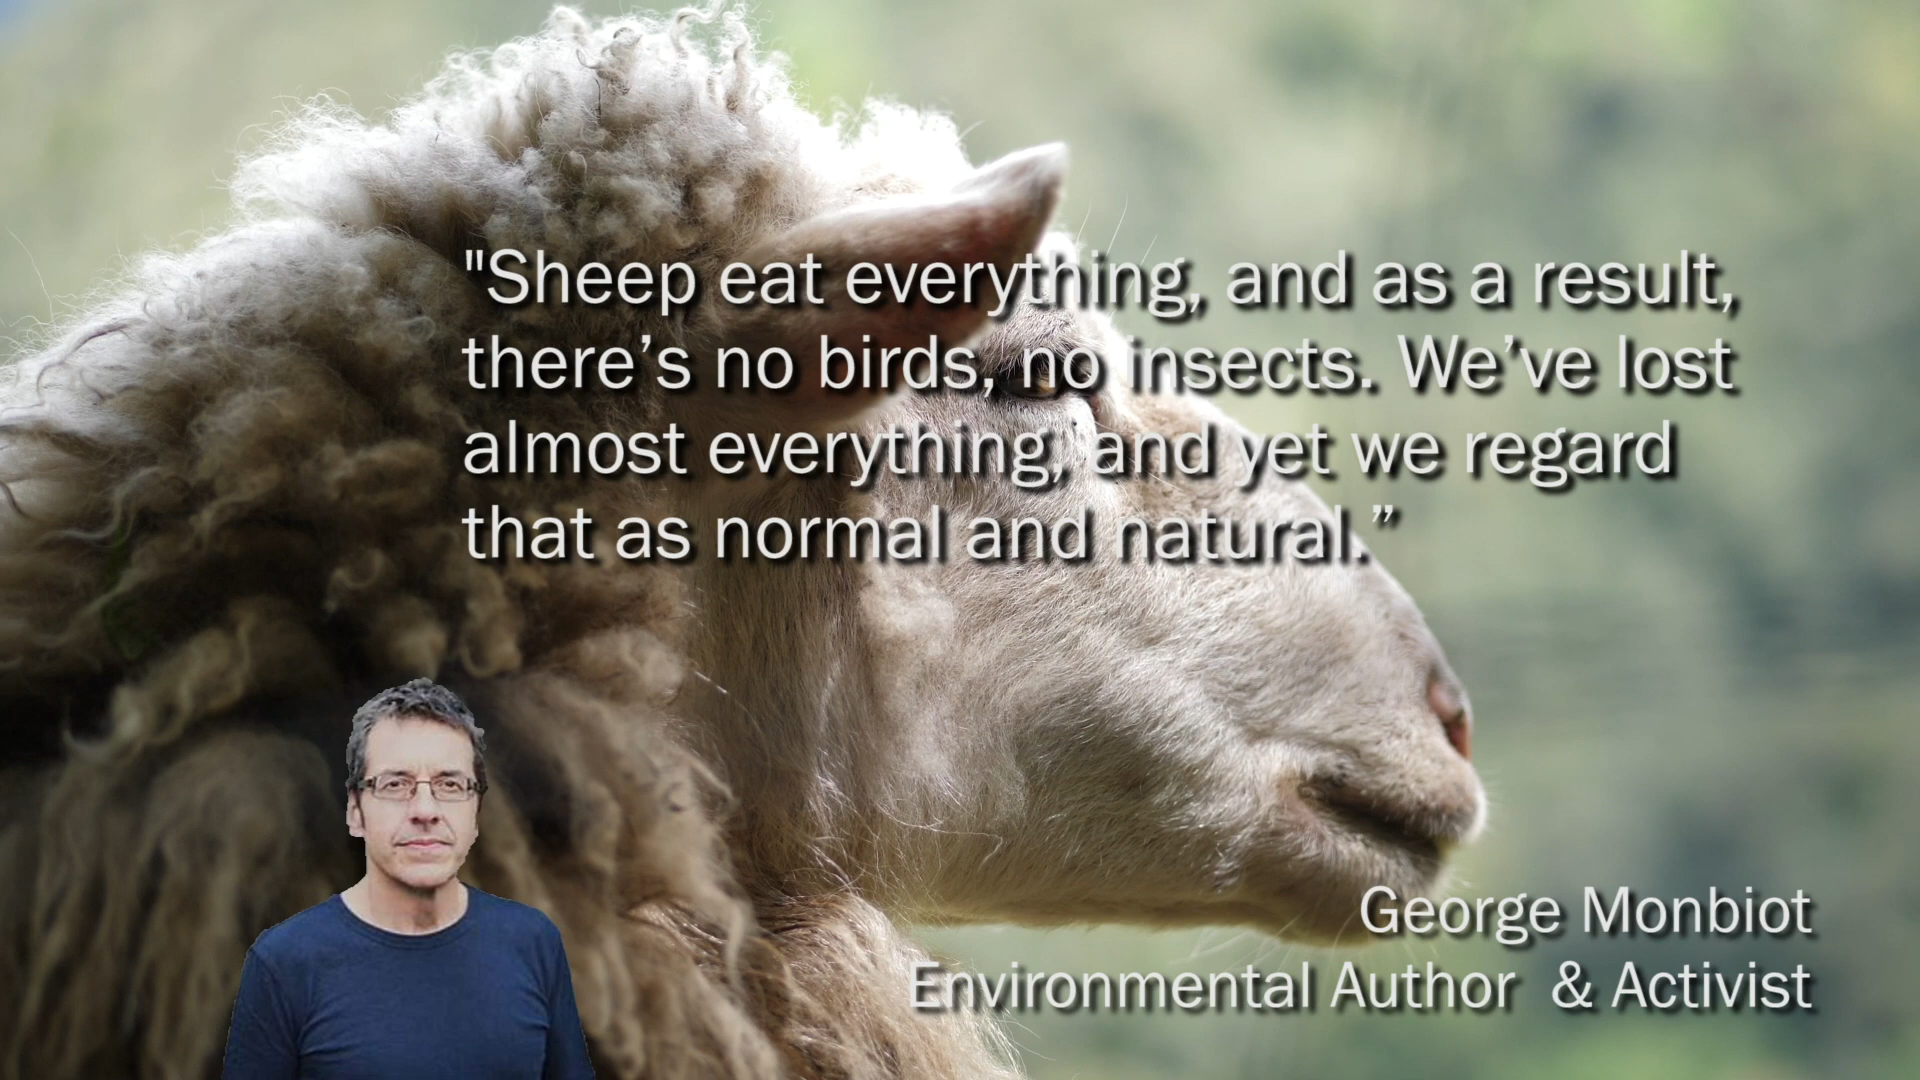 "Sheep eat everything, and as a result,
there’s no birds, no insects. We’ve lost
almost everything, and yet we regard
that as normal and natural.”
George Monbiot
Environmental Author  & Activist